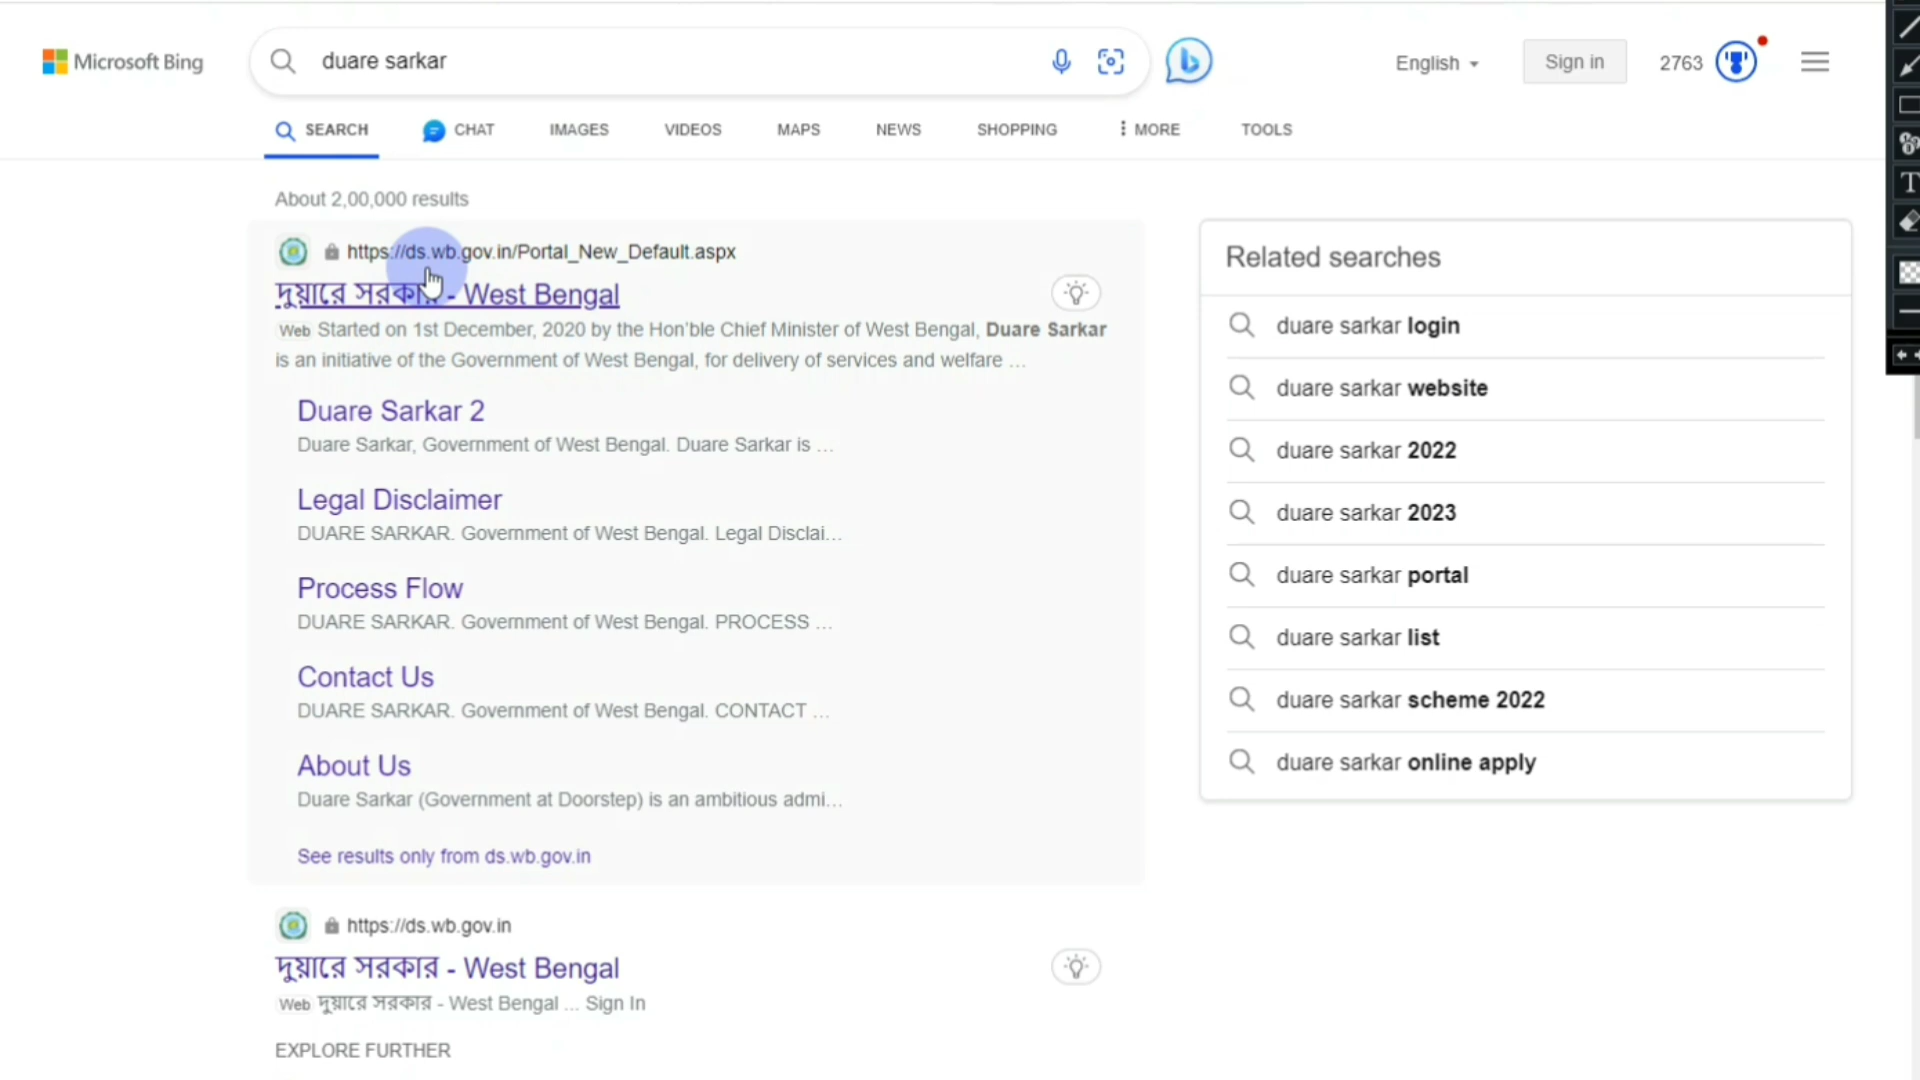 Microsoft Bing
duare sarkar
English
Sign in
2763
SEARCH
CHAT
IMAGES
VIDEOS
MAPS
NEWS
SHOPPING
MORE
TOOLS
About 2,00,000 results
https://ds.wb.gov.in/Portal_New_Default.aspx
দুয়ারে সরকার - West Bengal
Web Started on 1st December, 2020 by the Hon'ble Chief Minister of West Bengal, Duare Sarkar
is an initiative of the Government of West Bengal, for delivery of services and welfare ...
Duare Sarkar 2
Duare Sarkar, Government of West Bengal. Duare Sarkar is ...
Legal Disclaimer
DUARE SARKAR. Government of West Bengal. Legal Disclai...
Process Flow
DUARE SARKAR. Government of West Bengal. PROCESS ...
Contact Us
DUARE SARKAR. Government of West Bengal. CONTACT ...
About Us
Duare Sarkar (Government at Doorstep) is an ambitious admi...
See results only from ds.wb.gov.in
https://ds.wb.gov.in
দুয়ারে সরকার - West Bengal
Web দুয়ারে সরকার - West Bengal ... Sign In
EXPLORE FURTHER
Related searches
duare sarkar login
duare sarkar website
duare sarkar 2022
duare sarkar 2023
duare sarkar portal
duare sarkar list
duare sarkar scheme 2022
duare sarkar online apply
T